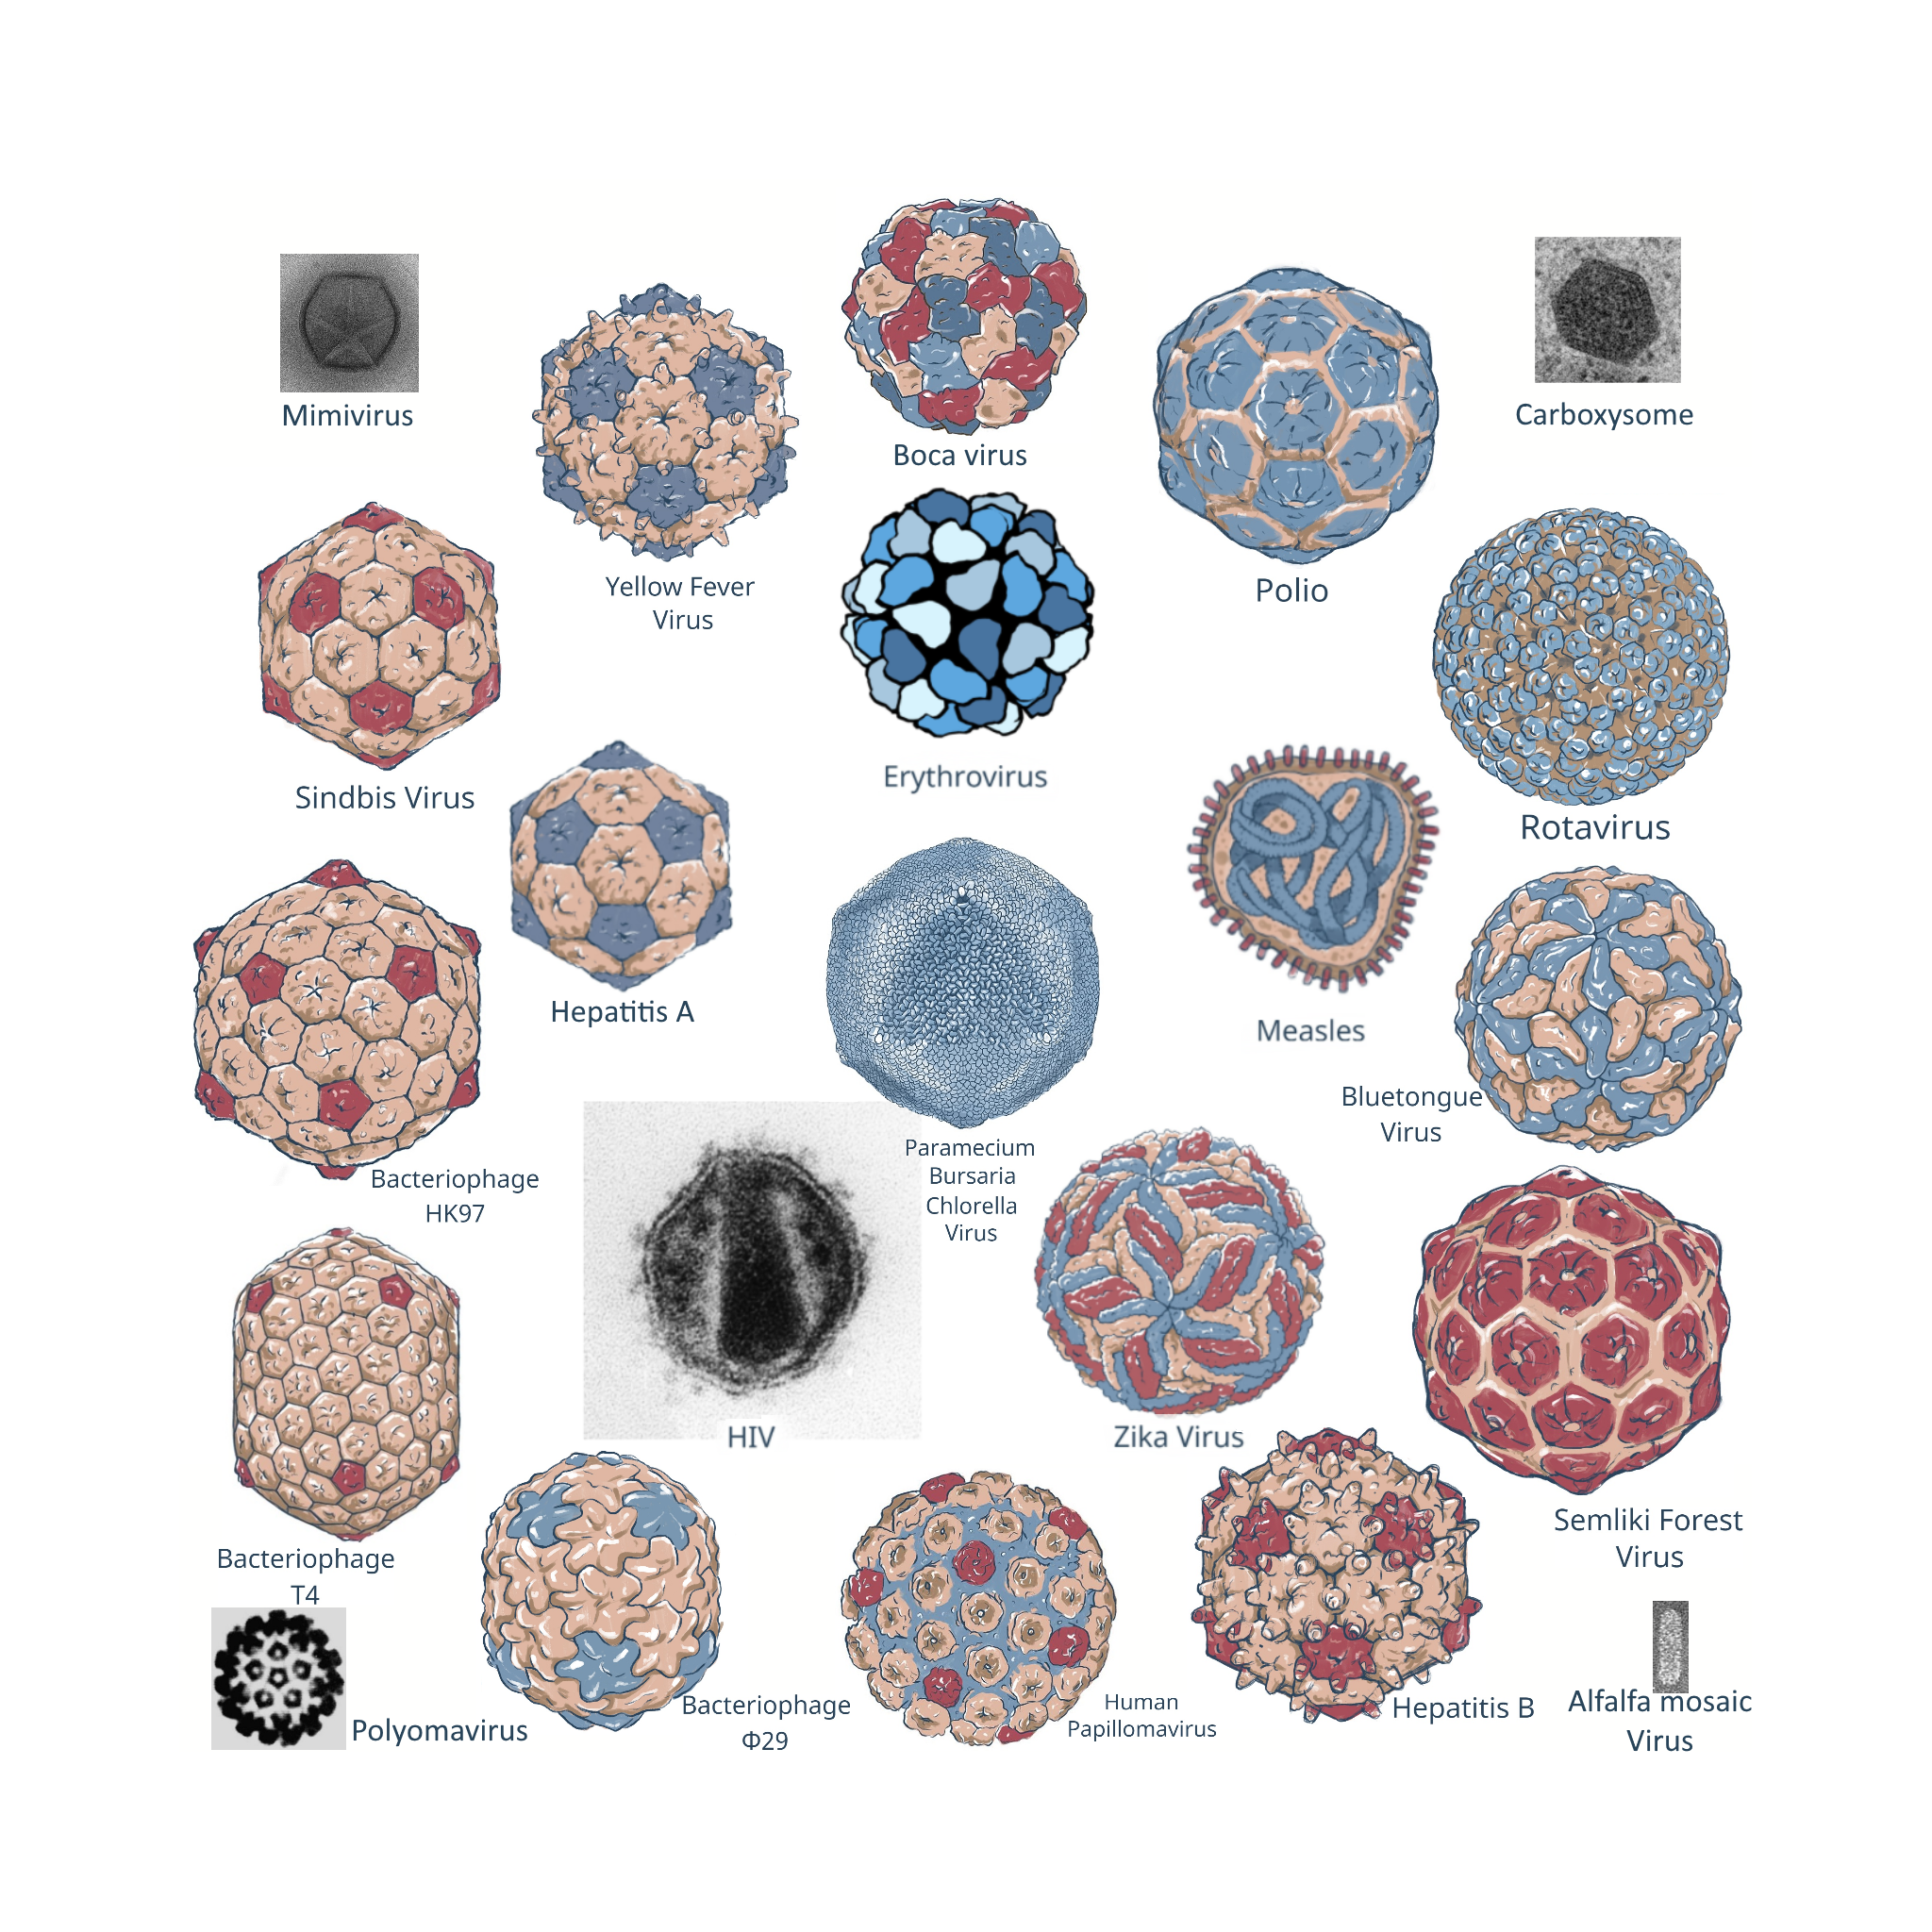 Mimivirus
Carboxysome
Boca virus
Yellow Fever
Virus
Polio
Sindbis Virus
Erythrovirus
Rotavirus
Hepatitis A
Measles
Bluetongue
Virus
Bacteriophage
HK97
Paramecium
Bursaria
Chlorella
Virus
HIV
Zika Virus
Semliki Forest
Virus
Bacteriophage
T4
Polyomavirus
Bacteriophage
Φ29
Human
Papillomavirus
Hepatitis B
Alfalfa mosaic
Virus